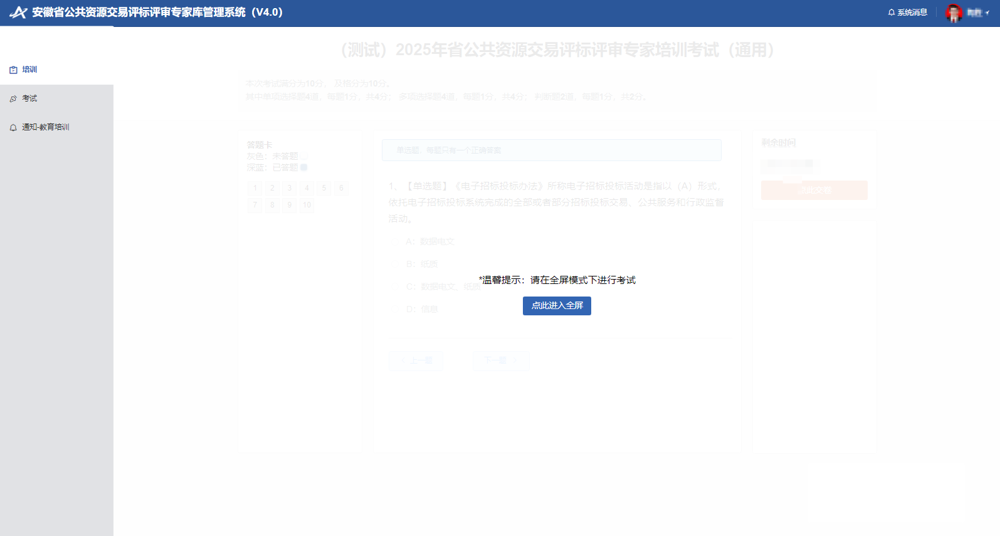 安徽省公共资源交易评标评审专家库管理系统（V4.0）
系统消息
培训
考试
通知-教育培训
（测试）2025年省公共资源交易评标评审专家培训考试（通用）
本次考试满分为10分， 及格分为10分。
其中单项选择题4道，每题1分，共4分； 多项选择题4道，每题1分，共4分； 判断题2道，每题1分，共2分。
答题卡
灰色：未答题
深蓝：已答题
1 2 3 4 5 6
7 8 9 10
单选题：每题只有一个正确答案
1、【单选题】《电子招标投标办法》所称电子招标投标活动是指以（A）形式，
依托电子招标投标系统完成的全部或者部分招标投标交易、公共服务和行政监督
活动。
A：数据电文
B：纸质
C：数据电文、纸质
D：信息
*温馨提示：请在全屏模式下进行考试
点此进入全屏
< 上一题
下一题 >
剩余时间
点此交卷